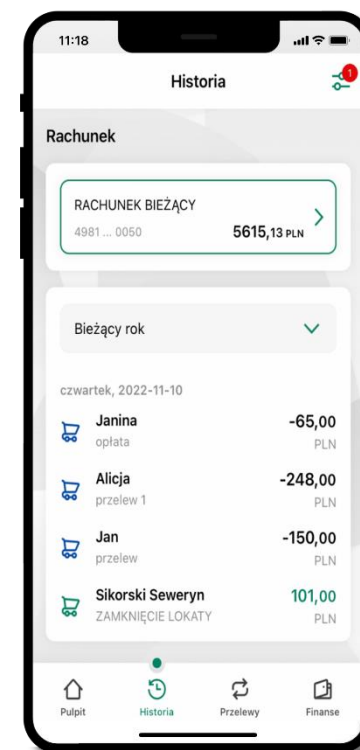 11:18
Historia
1
Rachunek
RACHUNEK BIEŻĄCY
4981 ... 0050 5615,13 PLN
Bieżący rok
czwartek, 2022-11-10
Janina -65,00
opłata PLN
Alicja -248,00
przelew 1 PLN
Jan -150,00
przelew PLN
Sikorski Seweryn 101,00
ZAMKNIĘCIE LOKATY PLN
Pulpit Historia Przelewy Finanse